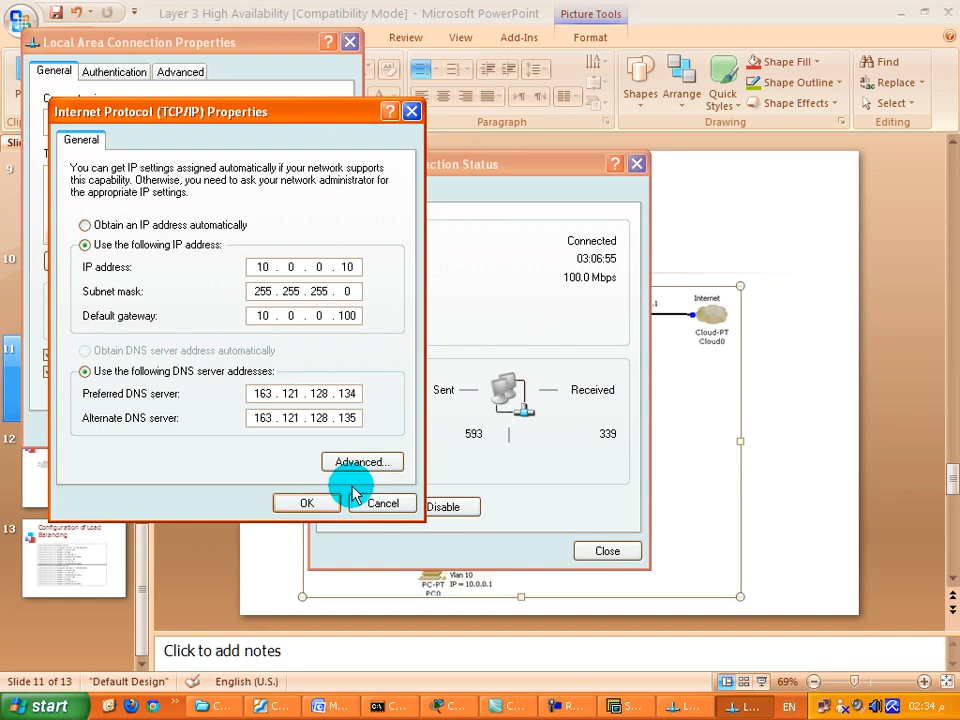 Layer 3 High Availability [Compatibility Mode] - Microsoft PowerPoint
Picture Tools
Local Area Connection Properties
Review View Add-Ins Format
General Authentication Advanced
Shape Fill
Shape Outline
Shape Effects
Shapes Arrange Quick Styles
Find
Replace
Select
Paragraph Drawing Editing
Internet Protocol (TCP/IP) Properties
General
You can get IP settings assigned automatically if your network supports
this capability. Otherwise, you need to ask your network administrator for
the appropriate IP settings.
Obtain an IP address automatically
Use the following IP address:
IP address: 10 . 0 . 0 . 10
Subnet mask: 255 . 255 . 255 . 0
Default gateway: 10 . 0 . 0 . 100
Obtain DNS server address automatically
Use the following DNS server addresses:
Preferred DNS server: 163 . 121 . 128 . 134
Alternate DNS server: 163 . 121 . 128 . 135
Advanced...
OK Cancel
ection Status
Connected
03:06:55
100.0 Mbps
Sent Received
593 339
Disable
Close
.1
Internet
Cloud-PT
Cloud0
Vlan 10
PC-PT IP = 10.0.0.1
PC0
9
10
11
12
13
Configuration of Load
Balancing
Click to add notes
Slide 11 of 13 "Default Design" English (U.S.) 69%
start C... C... M... C... C... C... R... S... L... L... EN 02:34 م